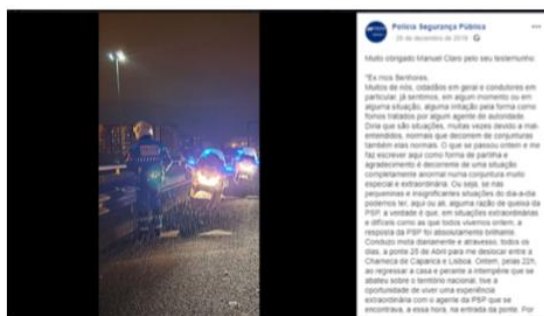 Polícia Segurança Pública
26 de dezembro de 2019
Muito obrigado Manuel Claro pelo seu testemunho:
"Ex.mos Senhores,
Muitos de nós, cidadãos em geral e condutores em
particular, já sentimos, em algum momento ou em
alguma situação, alguma irritação pela forma como
fomos tratados por algum agente de autoridade.
Diria que são situações, muitas vezes devido a mal-
entendidos, normais que decorrem de conjunturas
também elas normais. O que se passou ontem e me
faz escrever aqui como forma de partilha e
agradecimento é decorrente de uma situação
completamente anormal numa conjuntura muito
especial e extraordinária. Ou seja, se nas
pequeninas e insignificantes situações do dia-a-dia
podemos ter, aqui ou ali, alguma razão de queixa da
PSP, a verdade é que, em situações extraordinárias
e difíceis como as que todos vivemos ontem, a
resposta da PSP foi absolutamente brilhante.
Conduzo mota diariamente e atravesso, todos os
dias, a ponte 25 de Abril para me deslocar entre a
Charneca de Caparica e Lisboa. Ontem, pelas 22h,
ao regressar a casa e perante a intempérie que se
abateu sobre o território nacional, tive a
oportunidade de viver uma experiência
extraordinária com o agente da PSP que se
encontrava, a essa hora, na entrada da ponte. Por